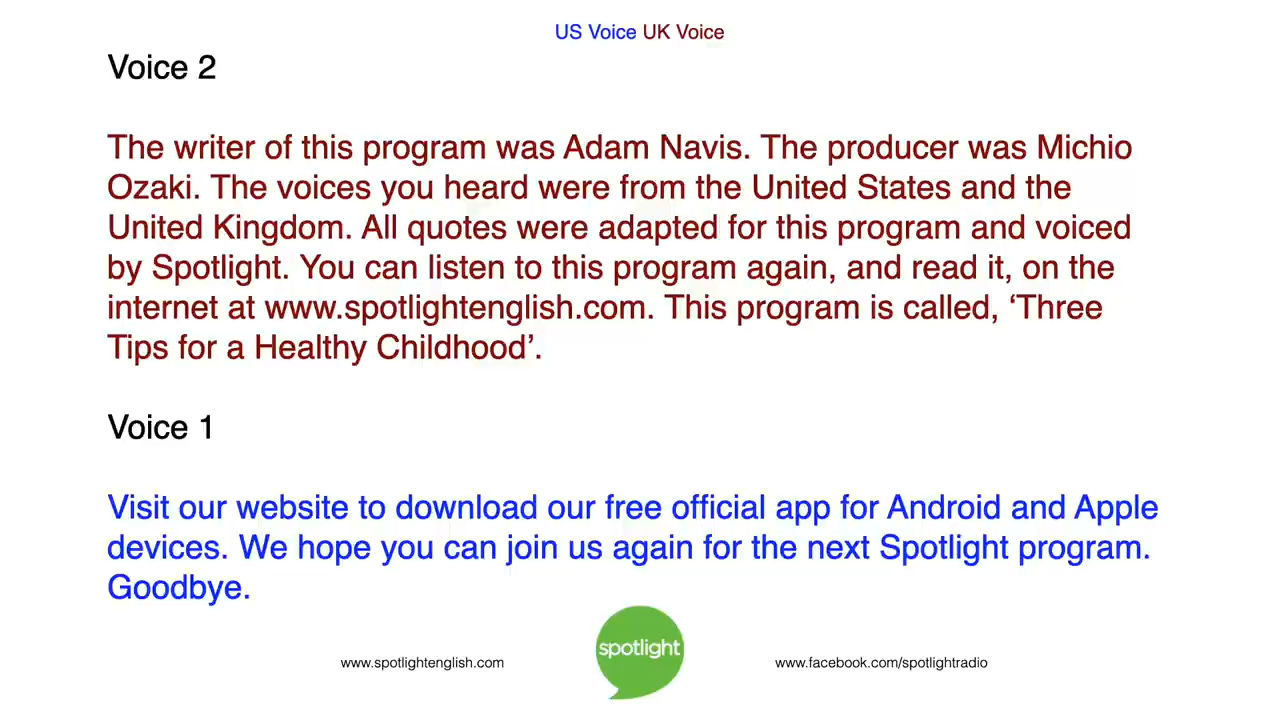 US Voice UK Voice
Voice 2
The writer of this program was Adam Navis. The producer was Michio
Ozaki. The voices you heard were from the United States and the
United Kingdom. All quotes were adapted for this program and voiced
by Spotlight. You can listen to this program again, and read it, on the
internet at www.spotlightenglish.com. This program is called, ‘Three
Tips for a Healthy Childhood’.
Voice 1
Visit our website to download our free official app for Android and Apple
devices. We hope you can join us again for the next Spotlight program.
Goodbye.
www.spotlightenglish.com
spotlight
www.facebook.com/spotlightradio